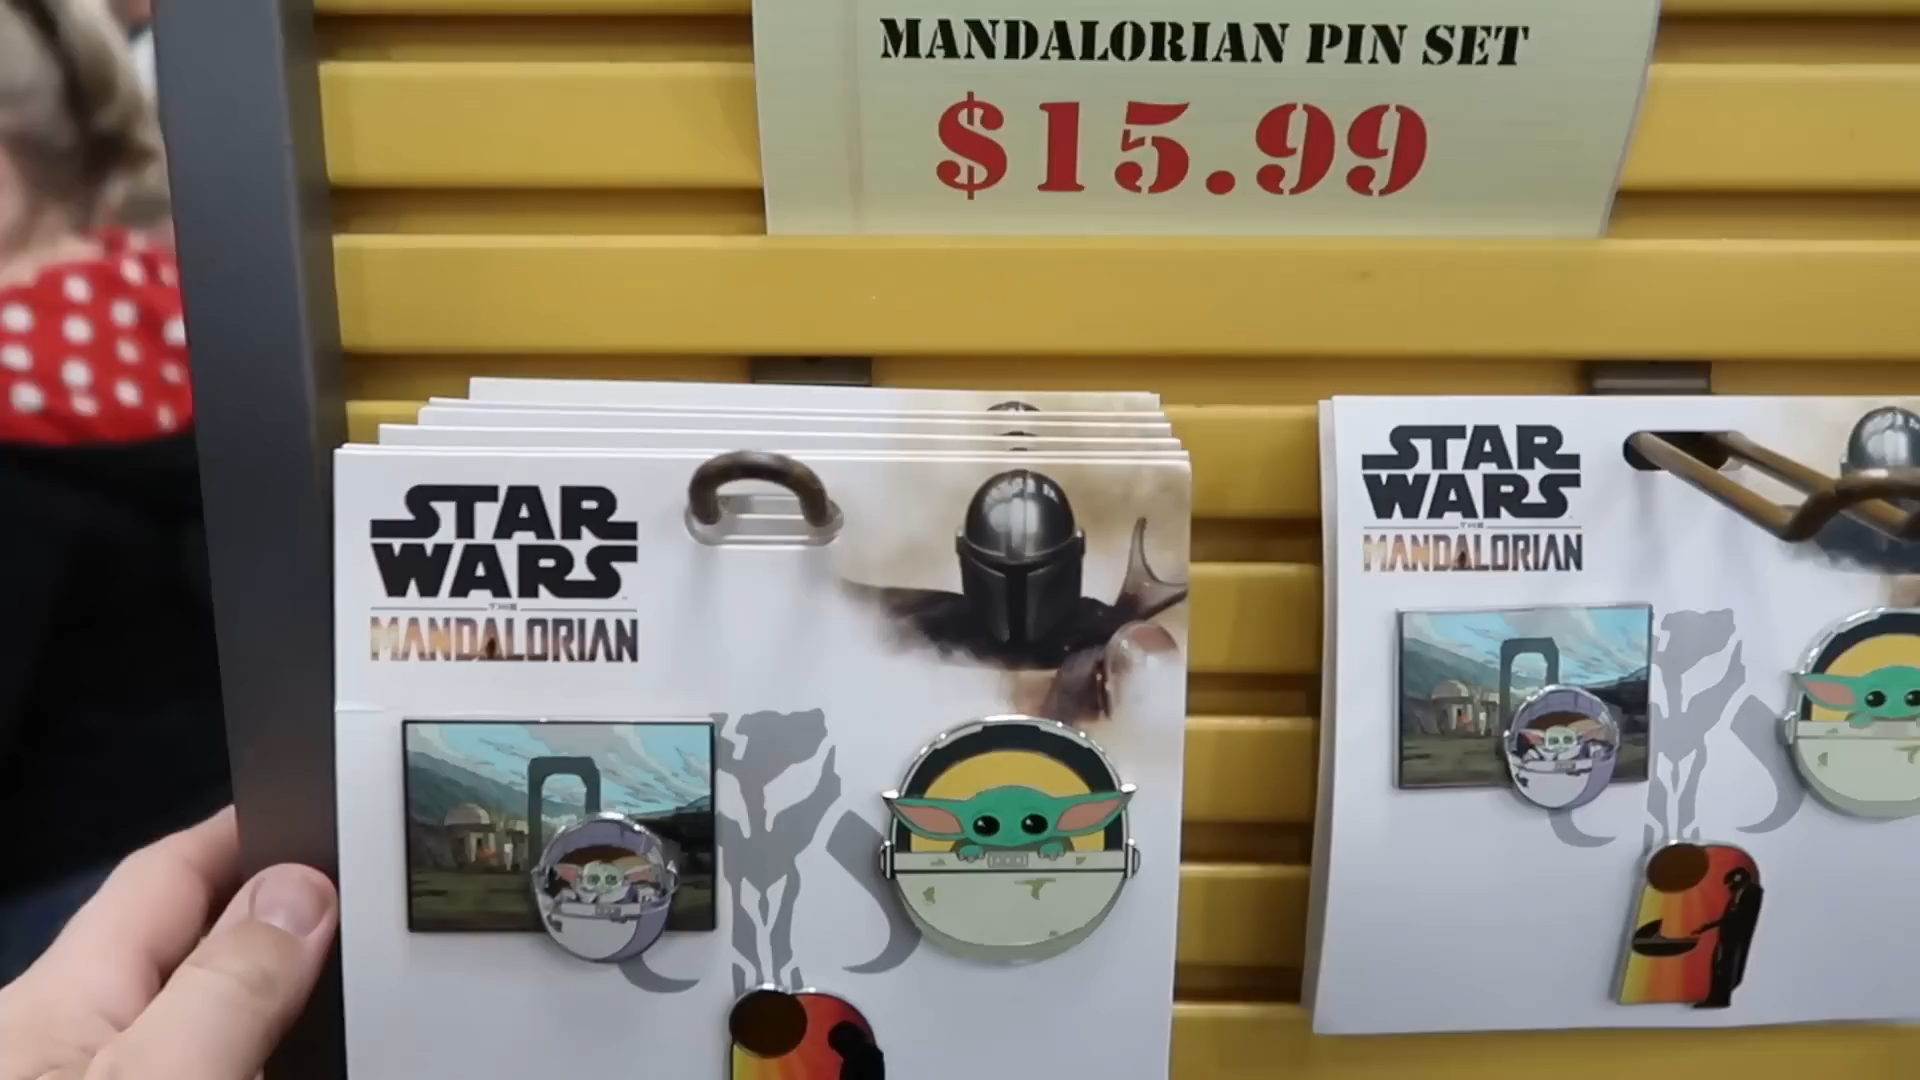 MANDALORIAN PIN SET
$15.99
STAR
WARS
THE
MANDALORIAN
STAR
WARS
THE
MANDALORIAN